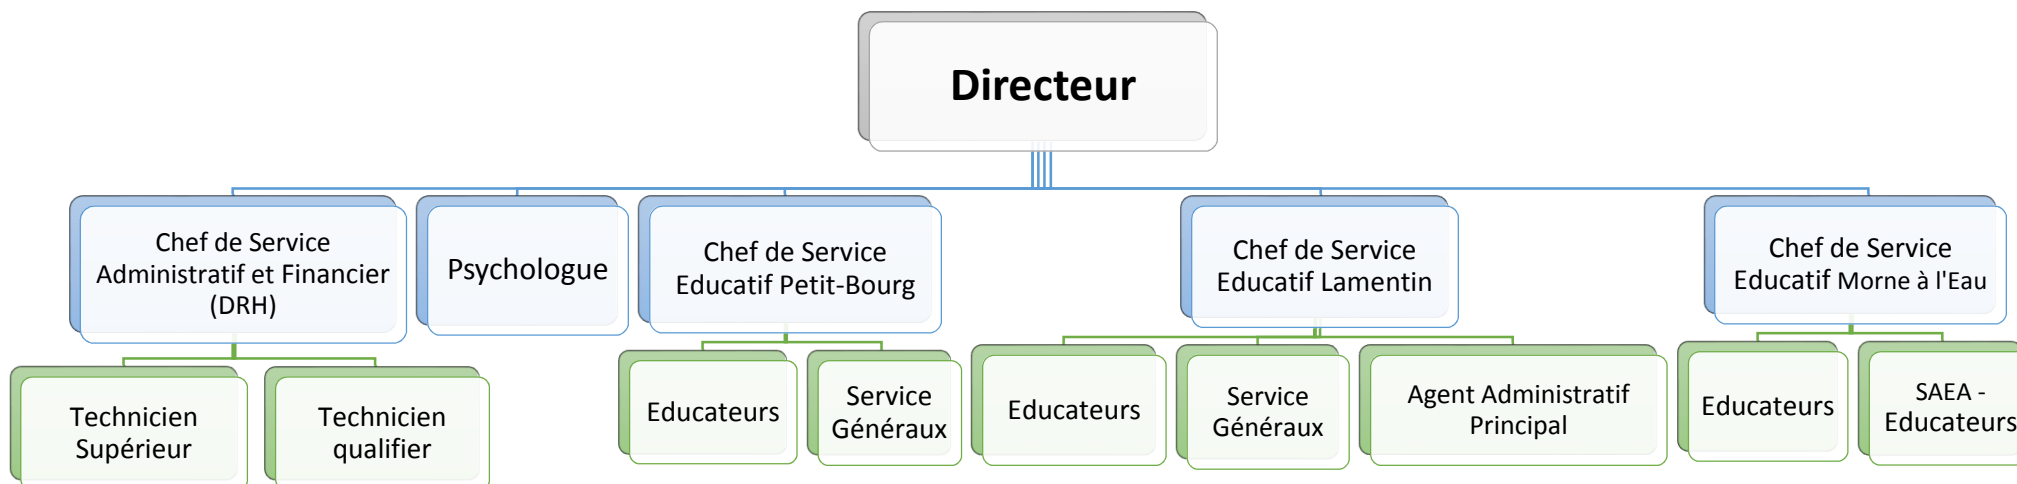 Directeur
Chef de Service
Administratif et Financier
(DRH)
Psychologue
Chef de Service
Educatif Petit-Bourg
Chef de Service
Educatif Lamentin
Chef de Service
Educatif Morne à l'Eau
Technicien
Supérieur
Technicien
qualifier
Educateurs
Service
Généraux
Educateurs
Service
Généraux
Agent Administratif
Principal
Educateurs
SAEA -
Educateurs